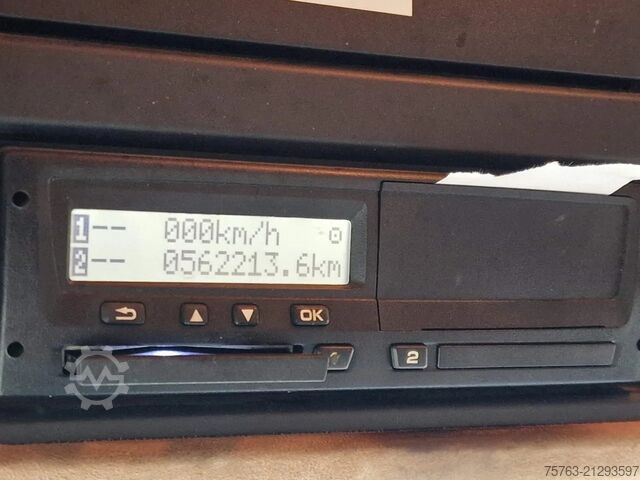 1 -- 000km/h o
2 -- 0562213.6km
OK
2
75763-21293597